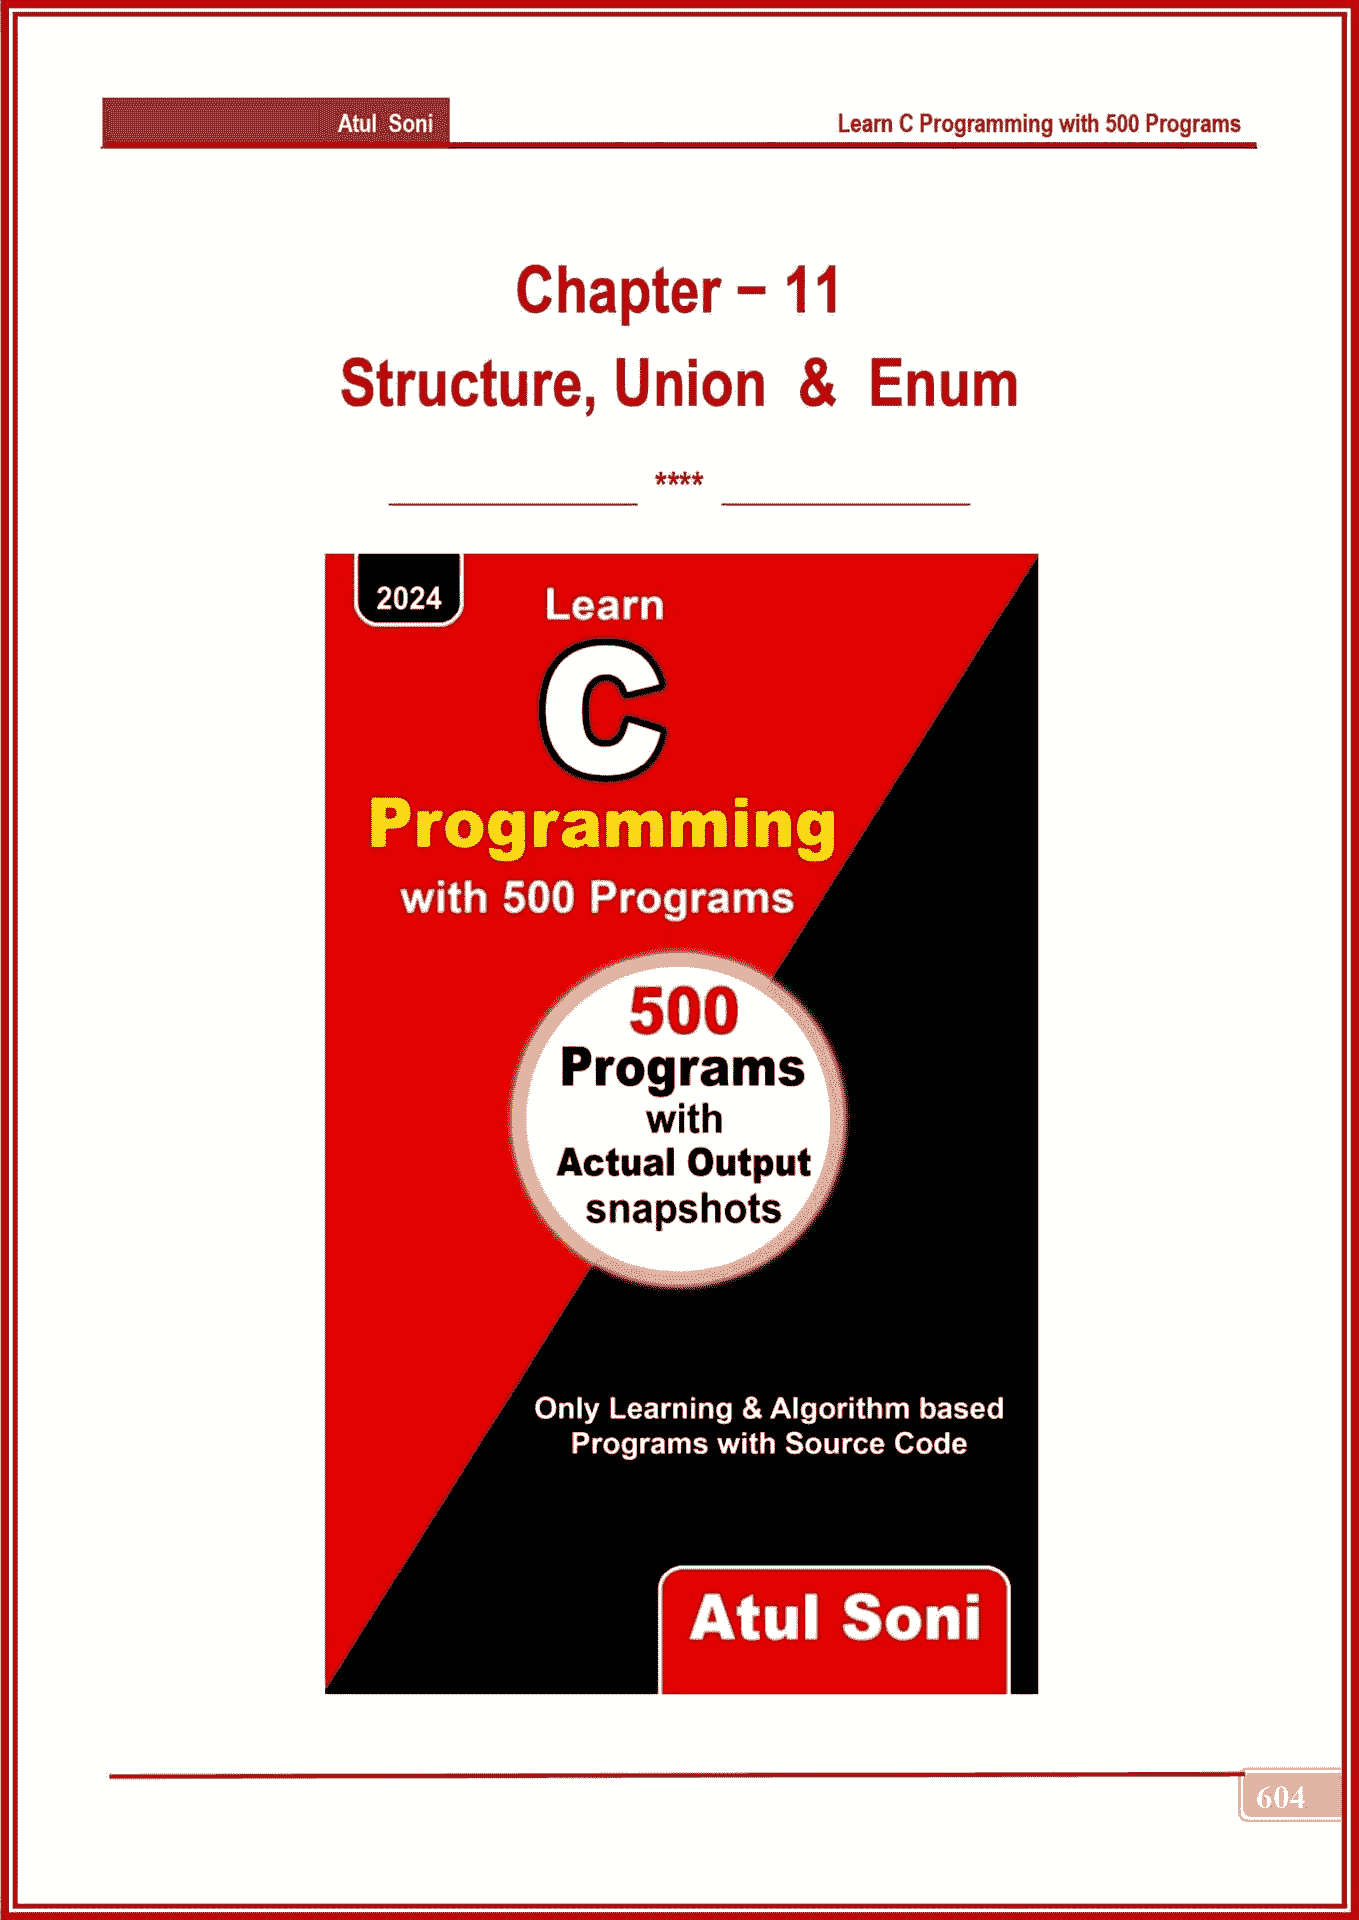 Atul Soni
Learn C Programming with 500 Programs
Chapter – 11
Structure, Union & Enum
****
2024
Learn
C
Programming
with 500 Programs
500
Programs
with
Actual Output
snapshots
Only Learning & Algorithm based
Programs with Source Code
Atul Soni
604